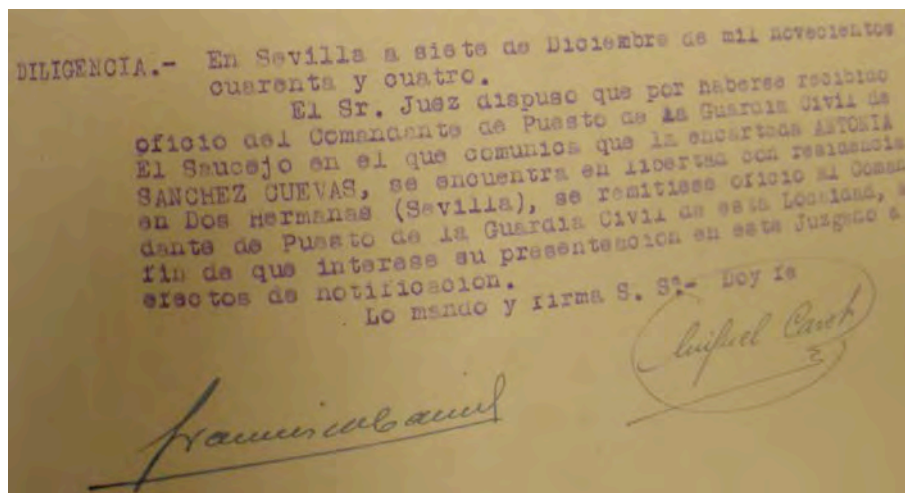 DILIGENCIA.- En Sevilla a siete de Diciembre de mil novecientos
cuarenta y cuatro.
El Sr. Juez dispuso que por haberse recibido
oficio del Comandante de Puesto de la Guardia Civil de
El Saucejo en el que comunica que la encartada ANTONIA
SANCHEZ CUEVAS, se encuentra en libertad con residencia
en Dos Hermanas (Sevilla), se remitiese oficio al Coman
dante de Puesto de la Guardia Civil de esta Localidad, a
fin de que interese su presentacion en este Juzgado a
efectos de notificacion.
Lo mando y firma S. Sª.- Doy fe